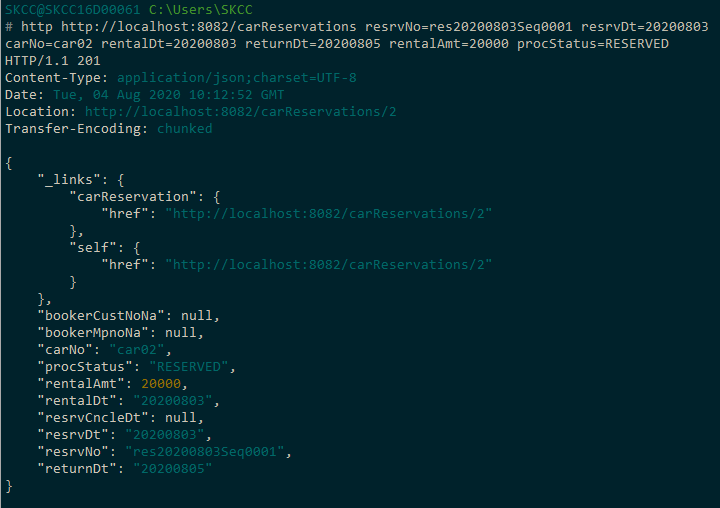 SKCC@SKCC16D00061 C:\Users\SKCC
# http http://localhost:8082/carReservations resrvNo=res20200803Seq0001 resrvDt=20200803
carNo=car02 rentalDt=20200803 returnDt=20200805 rentalAmt=20000 procStatus=RESERVED
HTTP/1.1 201
Content-Type: application/json;charset=UTF-8
Date: Tue, 04 Aug 2020 10:12:52 GMT
Location: http://localhost:8082/carReservations/2
Transfer-Encoding: chunked
{
"_links": {
"carReservation": {
"href": "http://localhost:8082/carReservations/2"
},
"self": {
"href": "http://localhost:8082/carReservations/2"
}
},
"bookerCustNoNa": null,
"bookerMpnoNa": null,
"carNo": "car02",
"procStatus": "RESERVED",
"rentalAmt": 20000,
"rentalDt": "20200803",
"resrvCncleDt": null,
"resrvDt": "20200803",
"resrvNo": "res20200803Seq0001",
"returnDt": "20200805"
}